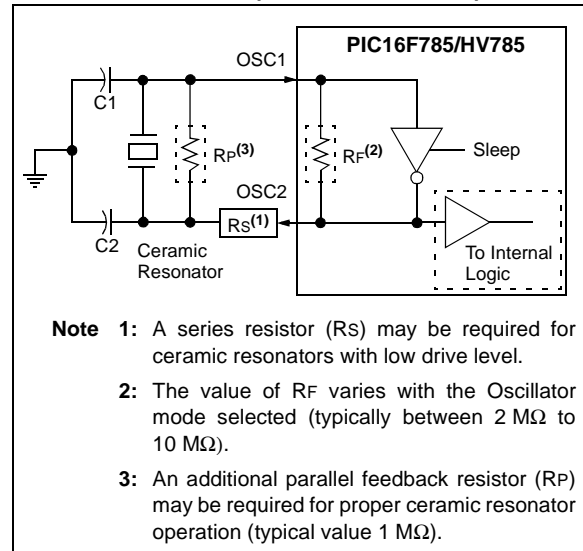 PIC16F785/HV785
OSC1
C1
RP(3)
RF(2)
Sleep
OSC2
RS(1)
C2
Ceramic
Resonator
To Internal
Logic
Note 1: A series resistor (RS) may be required for
ceramic resonators with low drive level.
2: The value of RF varies with the Oscillator
mode selected (typically between 2 MΩ to
10 MΩ).
3: An additional parallel feedback resistor (RP)
may be required for proper ceramic resonator
operation (typical value 1 MΩ).